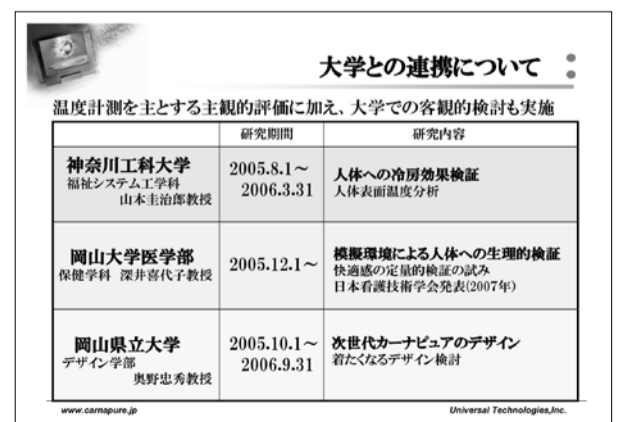 大学との連携について
温度計測を主とする主観的評価に加え、大学での客観的検討も実施
研究期間 研究内容
神奈川工科大学
福祉システム工学科
山本圭治郎教授
2005.8.1～
2006.3.31
人体への冷房効果検証
人体表面温度分析
岡山大学医学部
保健学科 深井喜代子教授
2005.12.1～
模擬環境による人体への生理的検証
快適感の定量的検証の試み
日本看護技術学会発表(2007年)
岡山県立大学
デザイン学部
奥野忠秀教授
2005.10.1～
2006.9.31
次世代カーナピュアのデザイン
着たくなるデザイン検討
www.carnapure.jp
Universal Technologies,Inc.